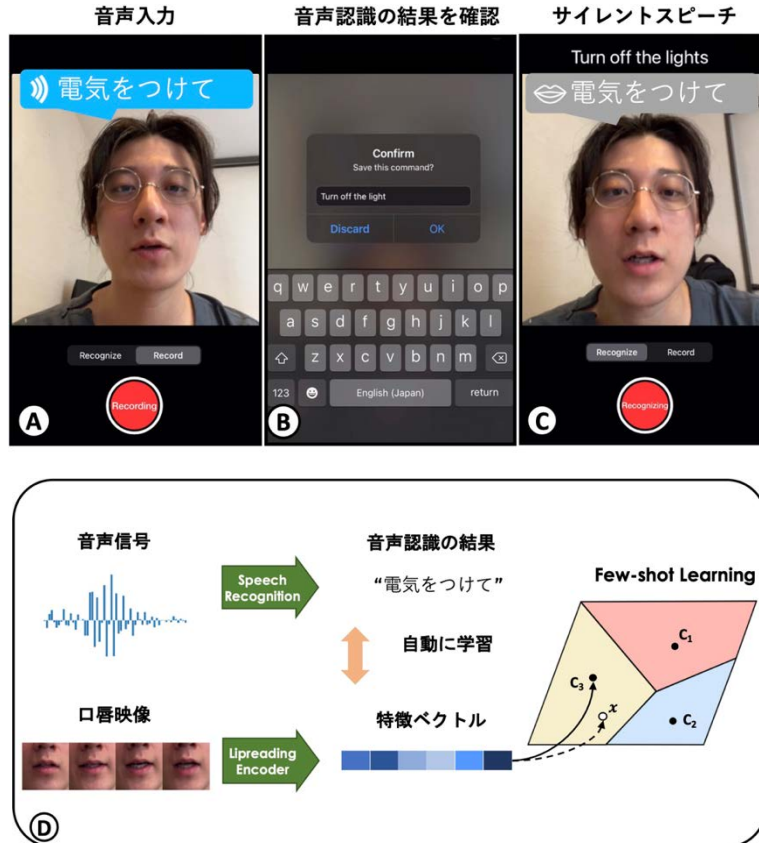 音声入力
音声認識の結果を確認
サイレントスピーチ
電気をつけて
Recognize
Record
Recording
A
Confirm
Save this command?
Turn off the light
Discard
OK
q w e r t y u i o p
a s d f g h j k l
z x c v b n m
123
English (Japan)
return
B
Turn off the lights
電気をつけて
Recognize
Record
Recognizing
C
音声信号
Speech
Recognition
音声認識の結果
“電気をつけて”
自動に学習
口唇映像
Lipreading
Encoder
特徴ベクトル
Few-shot Learning
C₁
C₃
x
C₂
D